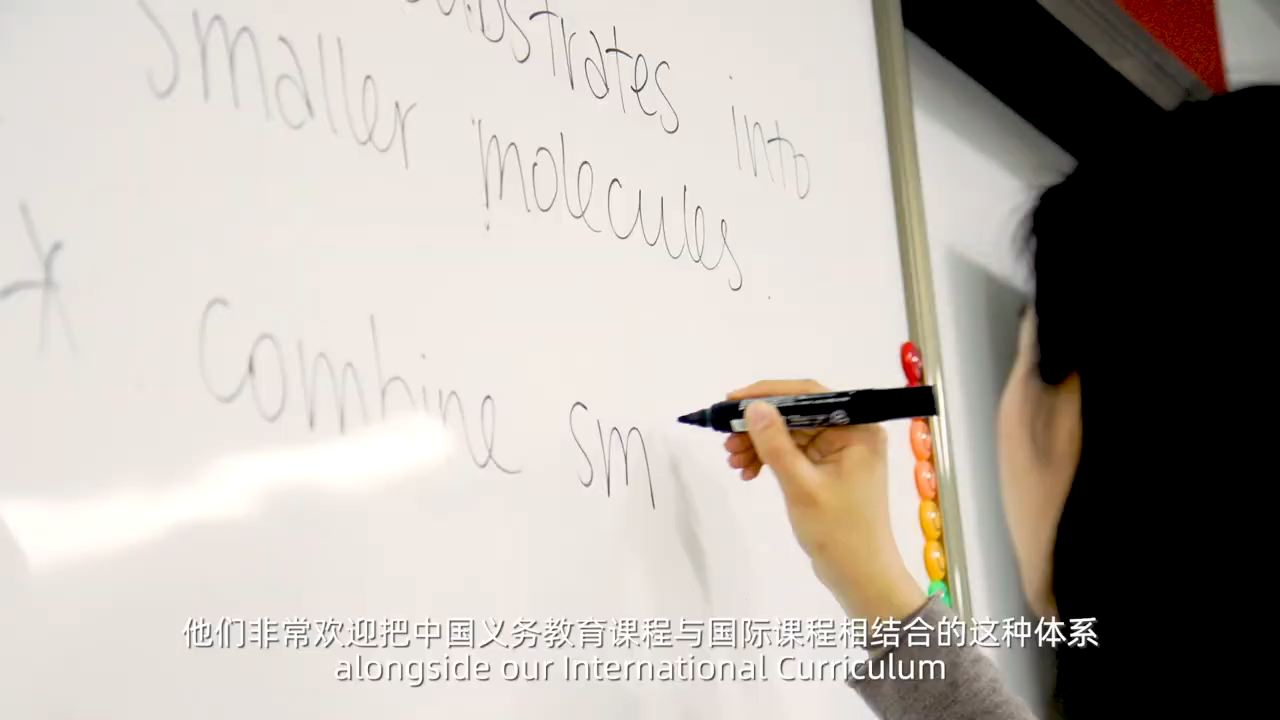 substrates into
smaller molecules.
* combine sm
他们非常欢迎把中国义务教育课程与国际课程相结合的这种体系
alongside our International Curriculum